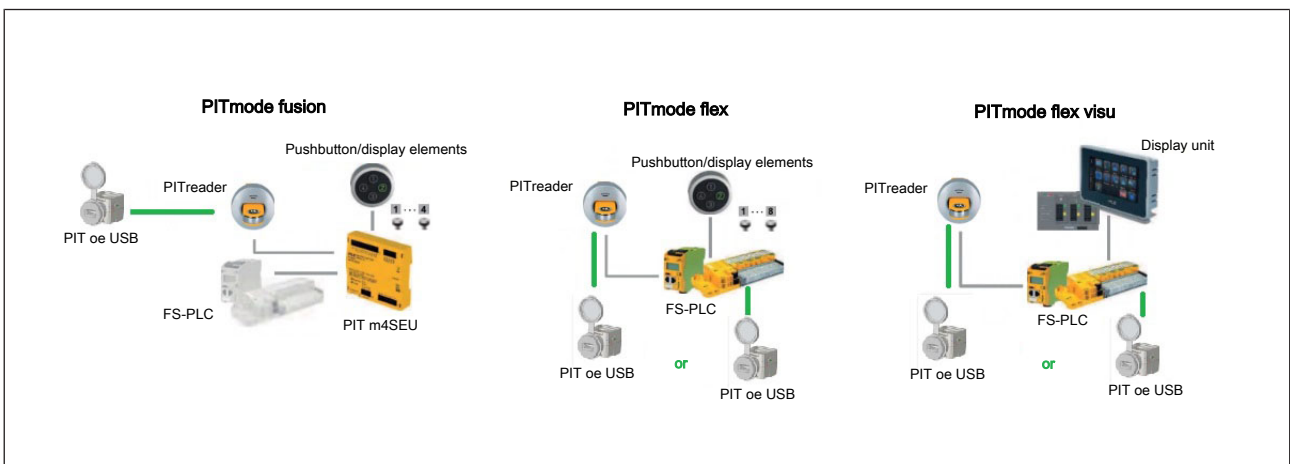 PITmode fusion
Pushbutton/display elements
PITreader
PIT oe USB
1 ... 4
FS-PLC
PIT m4SEU
PITmode flex
Pushbutton/display elements
PITreader
1 ... 8
FS-PLC
PIT oe USB
or
PIT oe USB
PITmode flex visu
Display unit
PITreader
FS-PLC
PIT oe USB
or
PIT oe USB